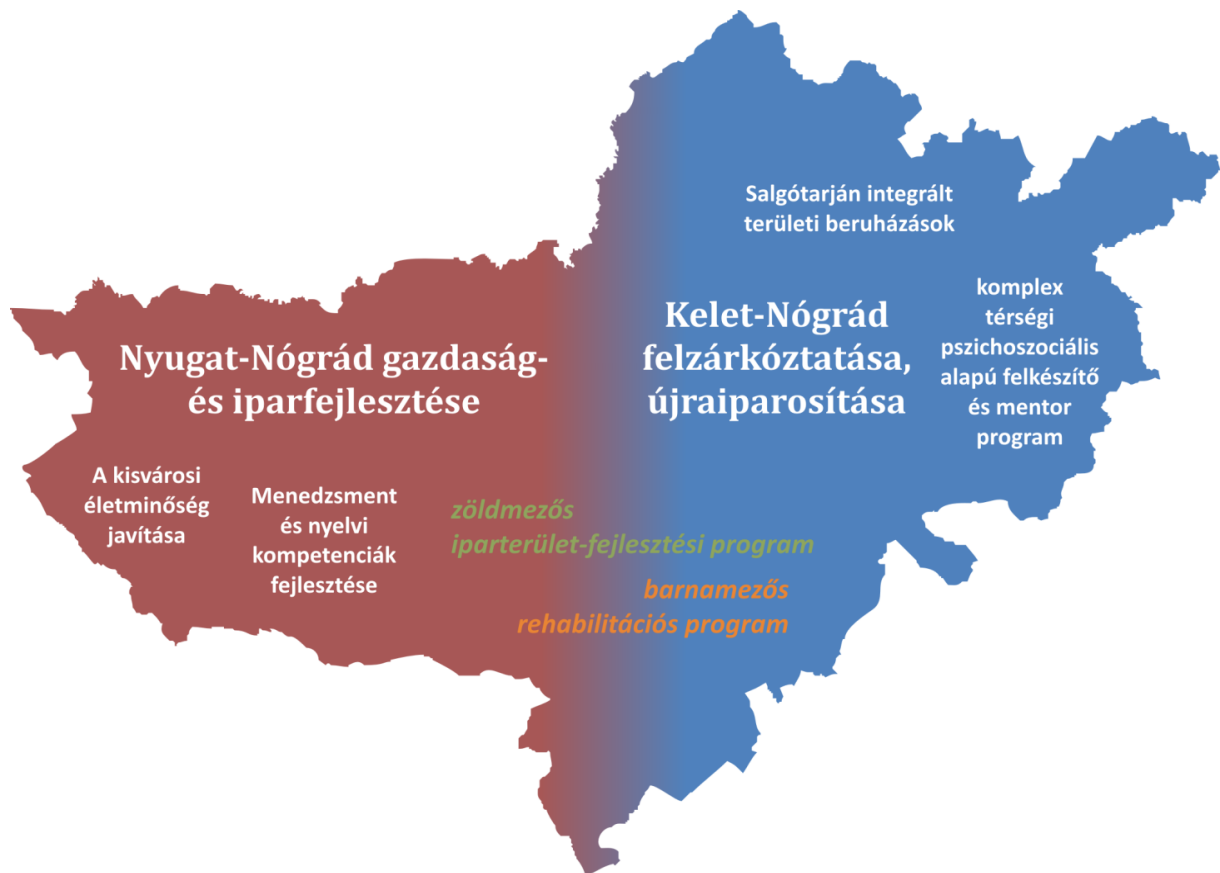 Salgótarján integrált
területi beruházások
Kelet-Nógrád
felzárkóztatása,
újraiparosítása
komplex
térségi
pszichoszociális
alapú felkészítő
és mentor
program
Nyugat-Nógrád gazdaság-
és iparfejlesztése
A kisvárosi
életminőség
javítása
Menedzsment
és nyelvi
kompetenciák
fejlesztése
zöldmezős
iparterület-fejlesztési program
barnamezős
rehabilitációs program